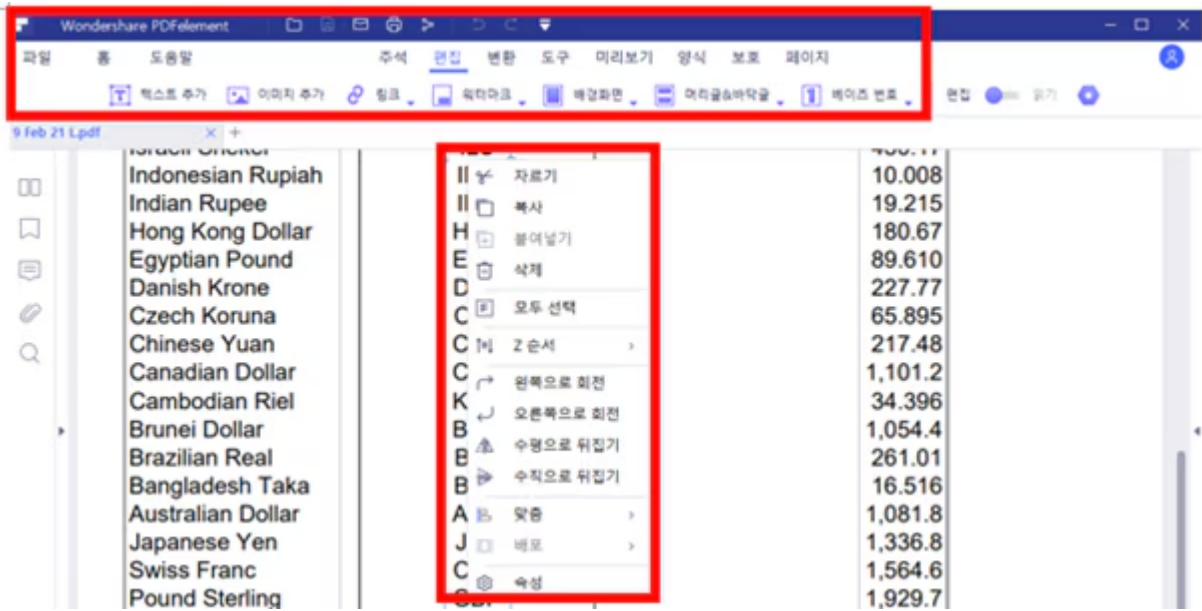 Wondershare PDFelement
파일 홈 도움말 주석 편집 변환 도구 미리보기 양식 보호 페이지
텍스트 추가 이미지 추가 링크 워터마크 배경화면 머리글&바닥글 베이즈 번호 편집 읽기
9 Feb 21 L.pdf
Indonesian Rupiah 자르기 10.008
Indian Rupee 복사 19.215
Hong Kong Dollar H 붙여넣기 180.67
Egyptian Pound E 삭제 89.610
Danish Krone D 모두 선택 227.77
Czech Koruna C 65.895
Chinese Yuan C Z 순서 217.48
Canadian Dollar C 왼쪽으로 회전 1,101.2
Cambodian Riel K 오른쪽으로 회전 34.396
Brunei Dollar B 수평으로 뒤집기 1,054.4
Brazilian Real B 수직으로 뒤집기 261.01
Bangladesh Taka B 16.516
Australian Dollar A 맞춤 1,081.8
Japanese Yen J 배포 1,336.8
Swiss Franc C 속성 1,564.6
Pound Sterling 1,929.7